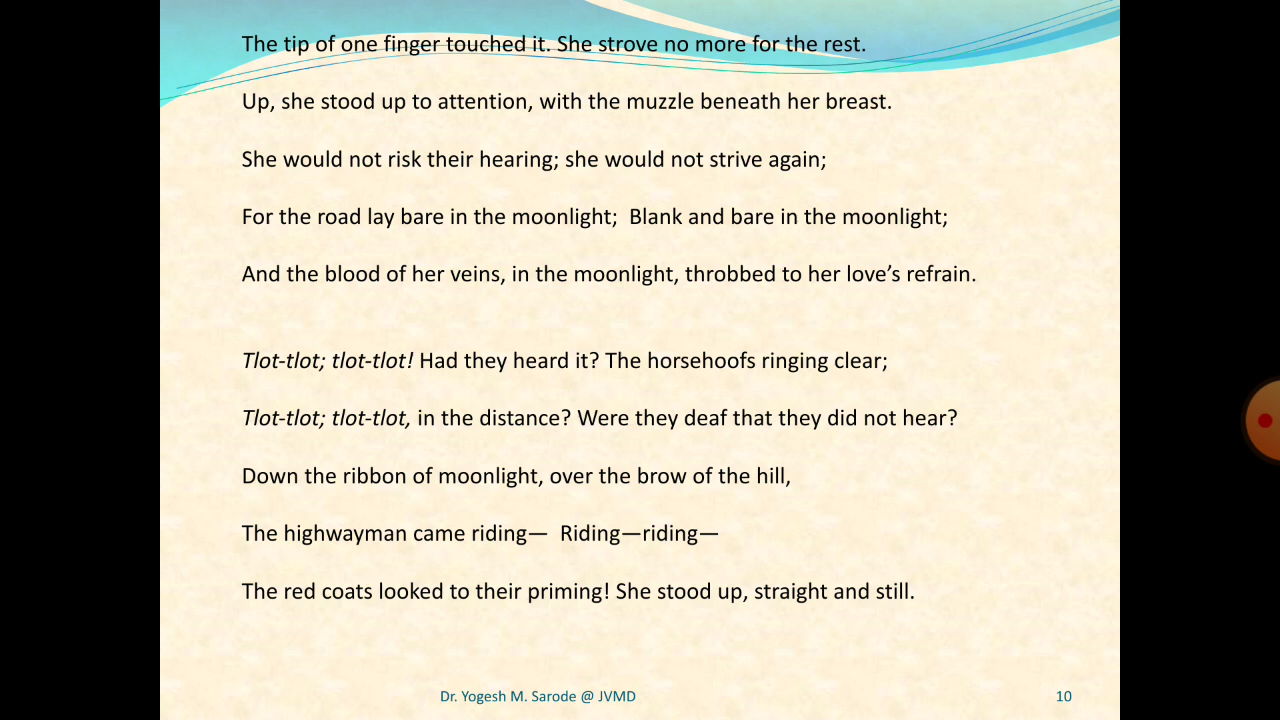 The tip of one finger touched it. She strove no more for the rest.
Up, she stood up to attention, with the muzzle beneath her breast.
She would not risk their hearing; she would not strive again;
For the road lay bare in the moonlight;  Blank and bare in the moonlight;
And the blood of her veins, in the moonlight, throbbed to her love’s refrain.
Tlot-tlot; tlot-tlot! Had they heard it? The horsehoofs ringing clear;
Tlot-tlot; tlot-tlot, in the distance? Were they deaf that they did not hear?
Down the ribbon of moonlight, over the brow of the hill,
The highwayman came riding—  Riding—riding—
The red coats looked to their priming! She stood up, straight and still.
Dr. Yogesh M. Sarode @ JVMD
10